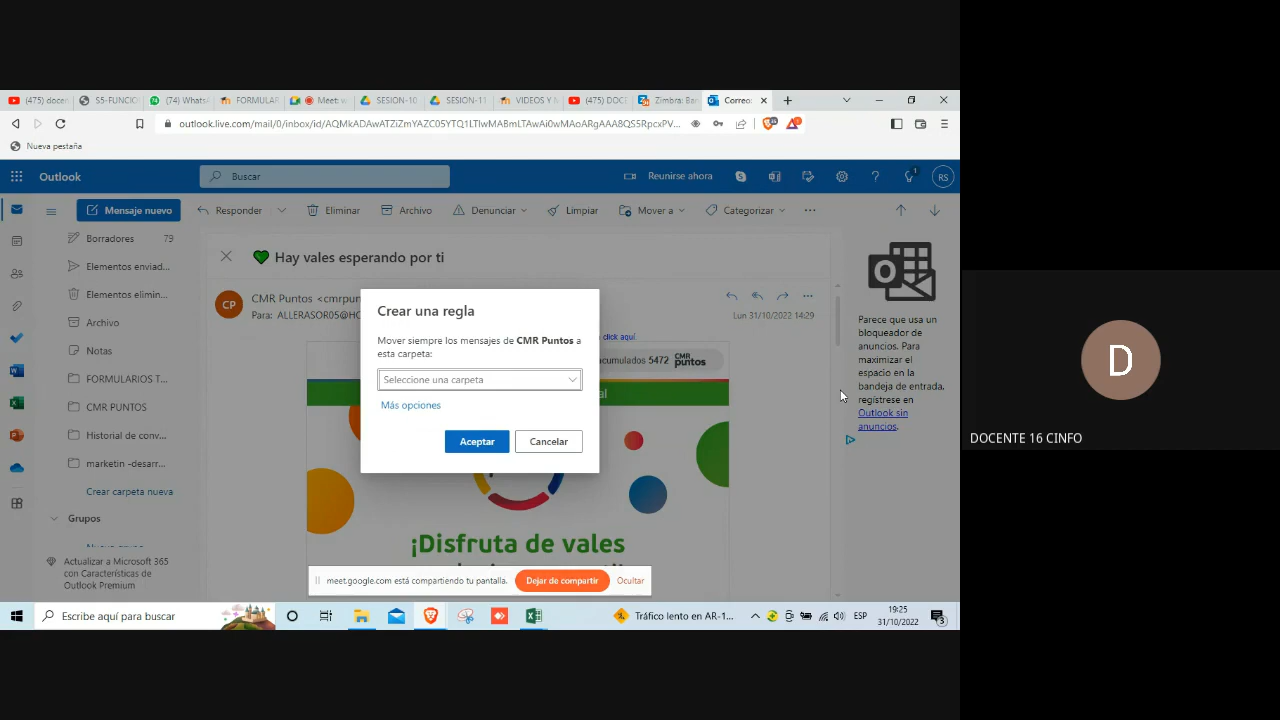 (475) docen
S5-FUNCIO
(74) Whats
FORMULAR
Meet:
SESION-10
SESION-11
VIDEOS Y
(475) DOCE
Zimbra: Ba
Correo:
outlook.live.com/mail/0/inbox/id/
Nueva pestaña
Outlook
Buscar
Reunirse ahora
1
RS
Mensaje nuevo
Responder
Eliminar
Archivo
Denunciar
Limpiar
Mover a
Categorizar
Borradores 79
Elementos enviad...
Elementos elimin...
Archivo
Notas
FORMULARIOS T...
CMR PUNTOS
Historial de conv...
marketin -desarr...
Crear carpeta nueva
Grupos
Actualizar a Microsoft 365
con Características de
Outlook Premium
Hay vales esperando por ti
CP
CMR Puntos <cmrpun
Para: ALLERASOR05@HO
Lun 31/10/2022 14:29
click aquí.
acumulados 5472
CMR
puntos
al
Crear una regla
Mover siempre los mensajes de CMR Puntos a
esta carpeta:
Seleccione una carpeta
Más opciones
Aceptar
Cancelar
¡Disfruta de vales
Parece que usa un
bloqueador de
anuncios. Para
maximizar el
espacio en la
bandeja de entrada,
regístrese en
Outlook sin
anuncios.
meet.google.com está compartiendo tu pantalla.
Dejar de compartir
Ocultar
Escribe aquí para buscar
Tráfico lento en AR-1...
ESP
19:25
31/10/2022
3
D
DOCENTE 16 CINFO